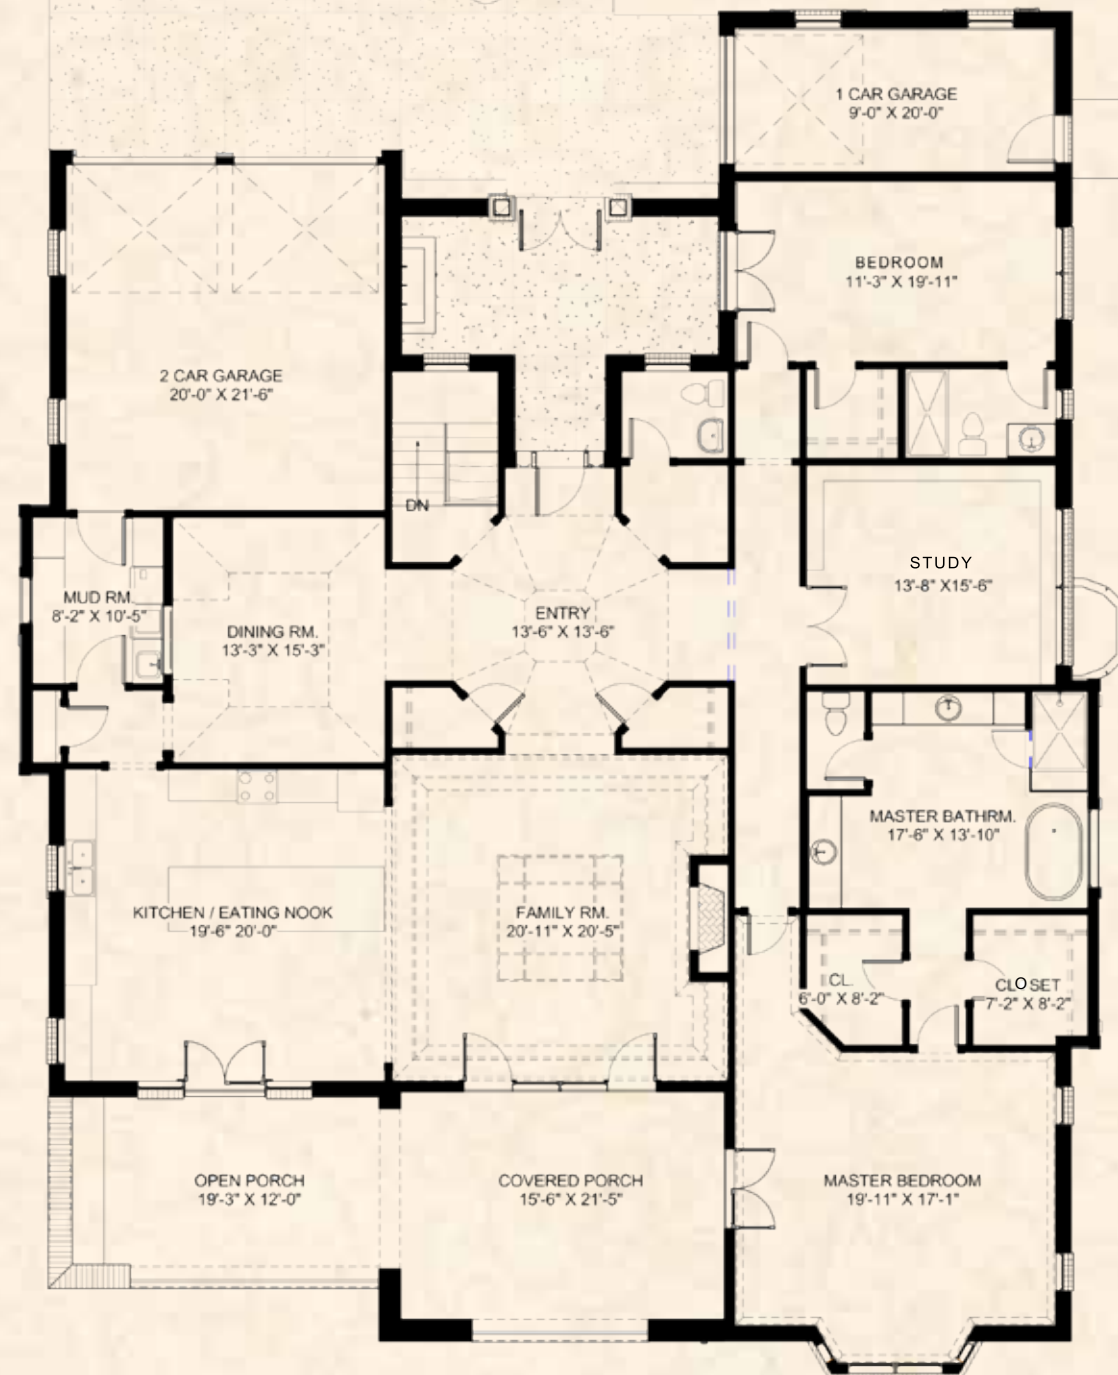 1 CAR GARAGE
9'-0" X 20'-0"
BEDROOM
11'-3" X 19'-11"
2 CAR GARAGE
20'-0" X 21'-6"
DN
STUDY
13'-8" X15'-6"
MUD RM.
8'-2" X 10'-5"
DINING RM.
13'-3" X 15'-3"
ENTRY
13'-6" X 13'-6"
MASTER BATHRM.
17'-6" X 13'-10"
KITCHEN / EATING NOOK
19'-6" 20'-0"
FAMILY RM.
20'-11" X 20'-5"
CL.
6'-0" X 8'-2"
CLOSET
7'-2" X 8'-2"
OPEN PORCH
19'-3" X 12'-0"
COVERED PORCH
15'-6" X 21'-5"
MASTER BEDROOM
19'-11" X 17'-1"